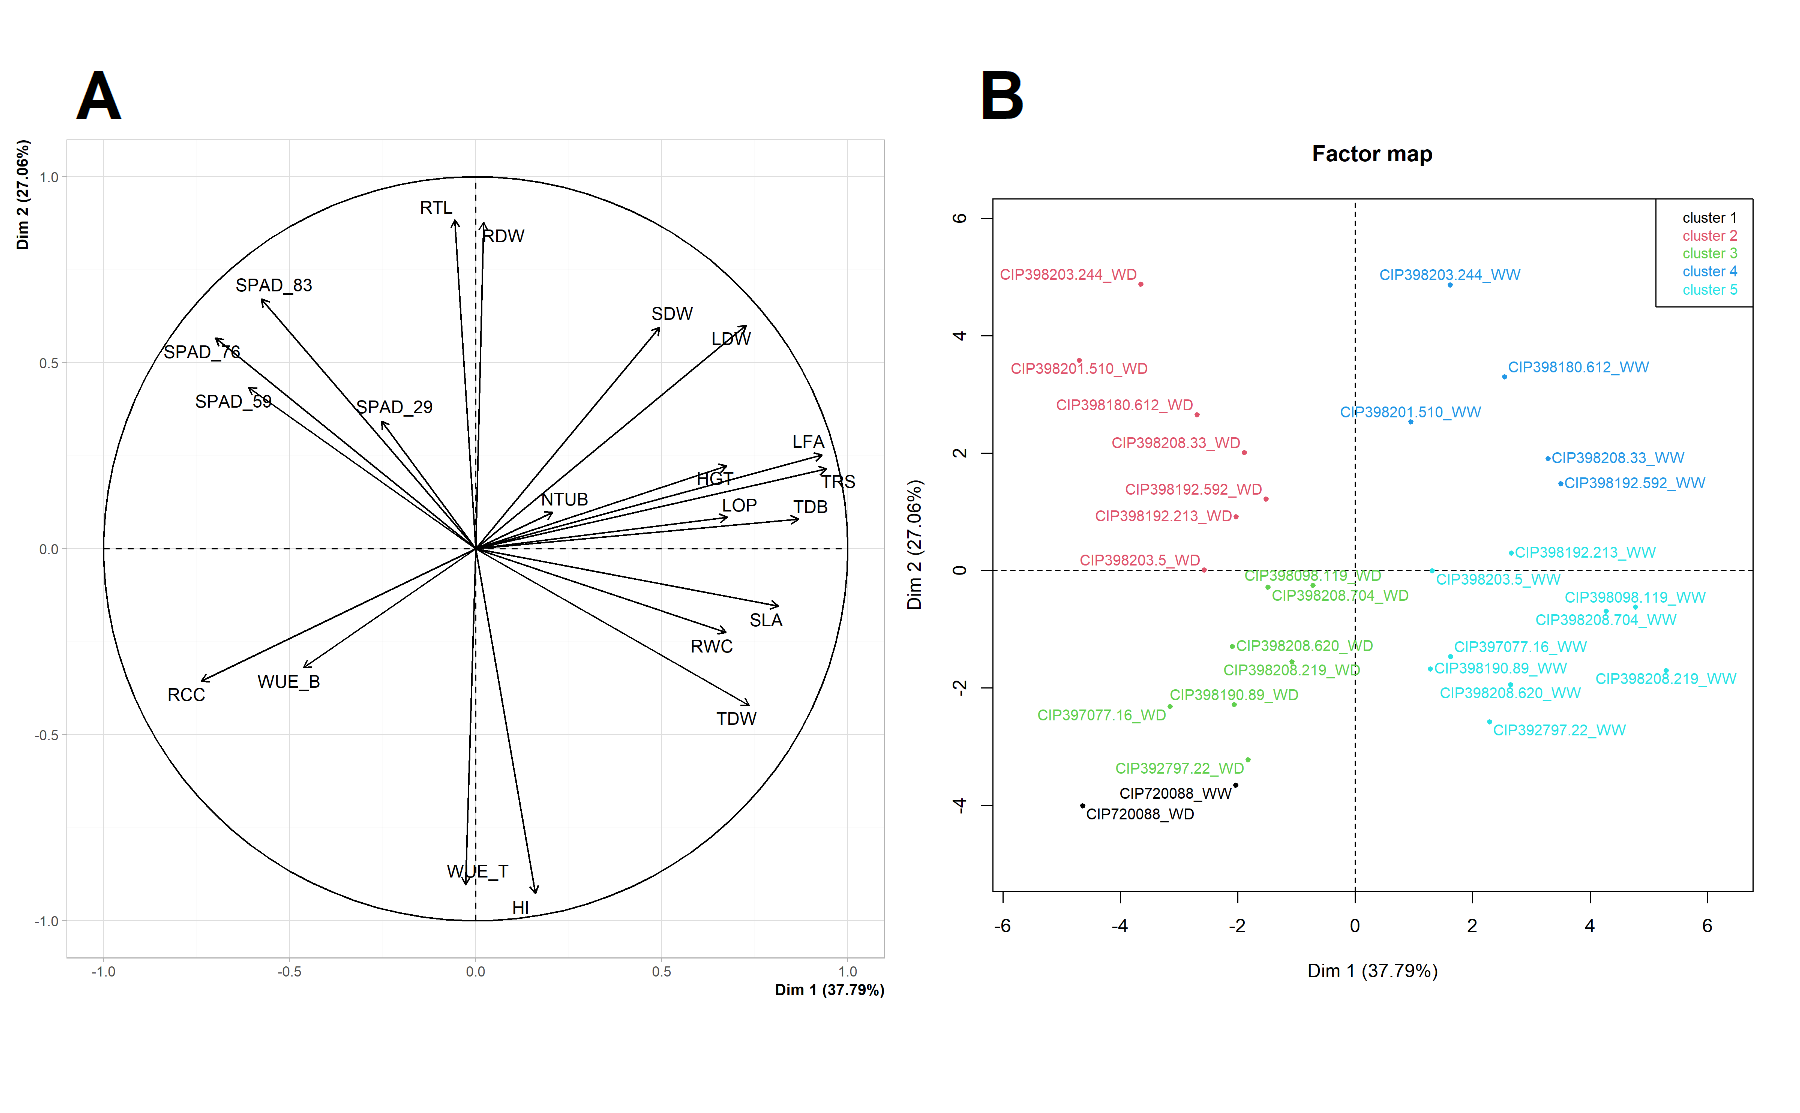 A
B
Factor map
Dim 2 (27.06%)
1.0
0.5
0.0
-0.5
-1.0
RTL
RDW
SPAD_83
SPAD_76
SPAD_59
SPAD_29
SDW
LDW
LFA
HGT
TRS
NTUB
LOP
TDB
SLA
RWC
TDW
RCC
WUE_B
WUE_T
HI
-1.0
-0.5
0.0
0.5
1.0
Dim 1 (37.79%)
Dim 2 (27.06%)
6
4
2
0
-2
-4
cluster 1
cluster 2
cluster 3
cluster 4
cluster 5
CIP398203.244_WD
CIP398203.244_WW
CIP398201.510_WD
CIP398180.612_WW
CIP398180.612_WD
CIP398201.510_WW
CIP398208.33_WD
CIP398208.33_WW
CIP398192.592_WD
CIP398192.592_WW
CIP398192.213_WD
CIP398192.213_WW
CIP398203.5_WD
CIP398098.119_WD
CIP398203.5_WW
CIP398208.704_WD
CIP398098.119_WW
CIP398208.704_WW
CIP398208.620_WD
CIP397077.16_WW
CIP398208.219_WD
CIP398190.89_WW
CIP398208.219_WW
CIP398190.89_WD
CIP398208.620_WW
CIP397077.16_WD
CIP392797.22_WW
CIP392797.22_WD
CIP720088_WW
CIP720088_WD
-6
-4
-2
0
2
4
6
Dim 1 (37.79%)